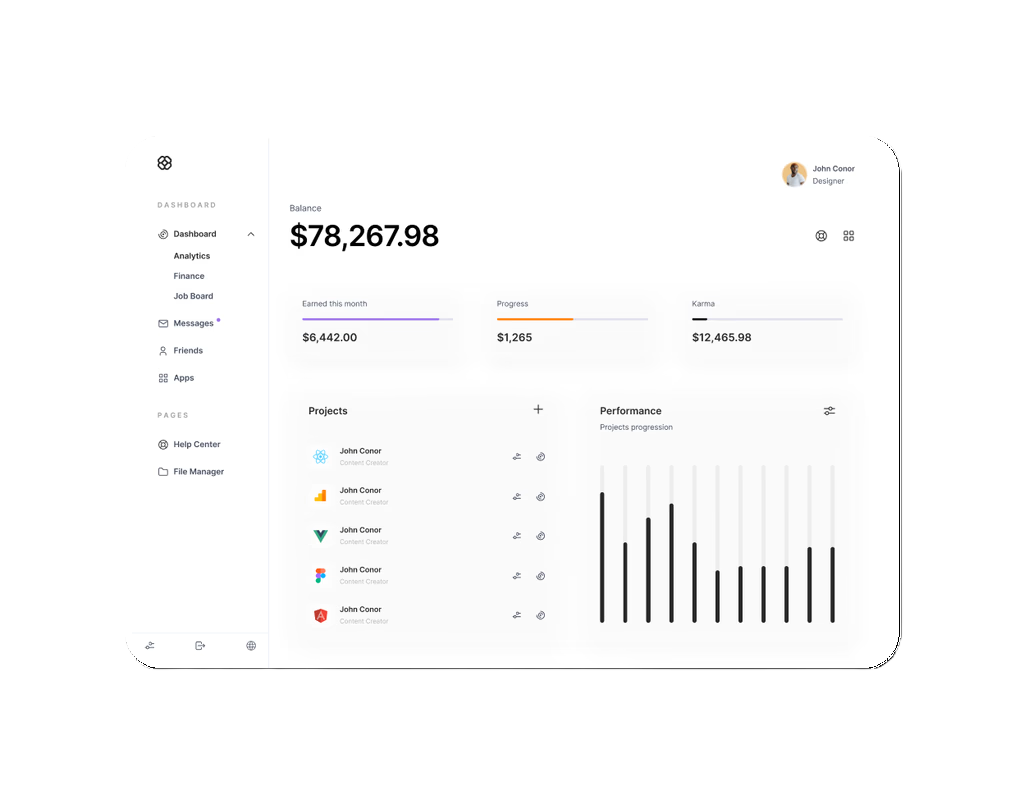 DASHBOARD
Dashboard
Analytics
Finance
Job Board
Messages
Friends
Apps
PAGES
Help Center
File Manager
John Conor
Designer
Balance
$78,267.98
Earned this month
$6,442.00
Progress
$1,265
Karma
$12,465.98
Projects
John Conor
Content Creator
John Conor
Content Creator
John Conor
Content Creator
John Conor
Content Creator
John Conor
Content Creator
Performance
Projects progression